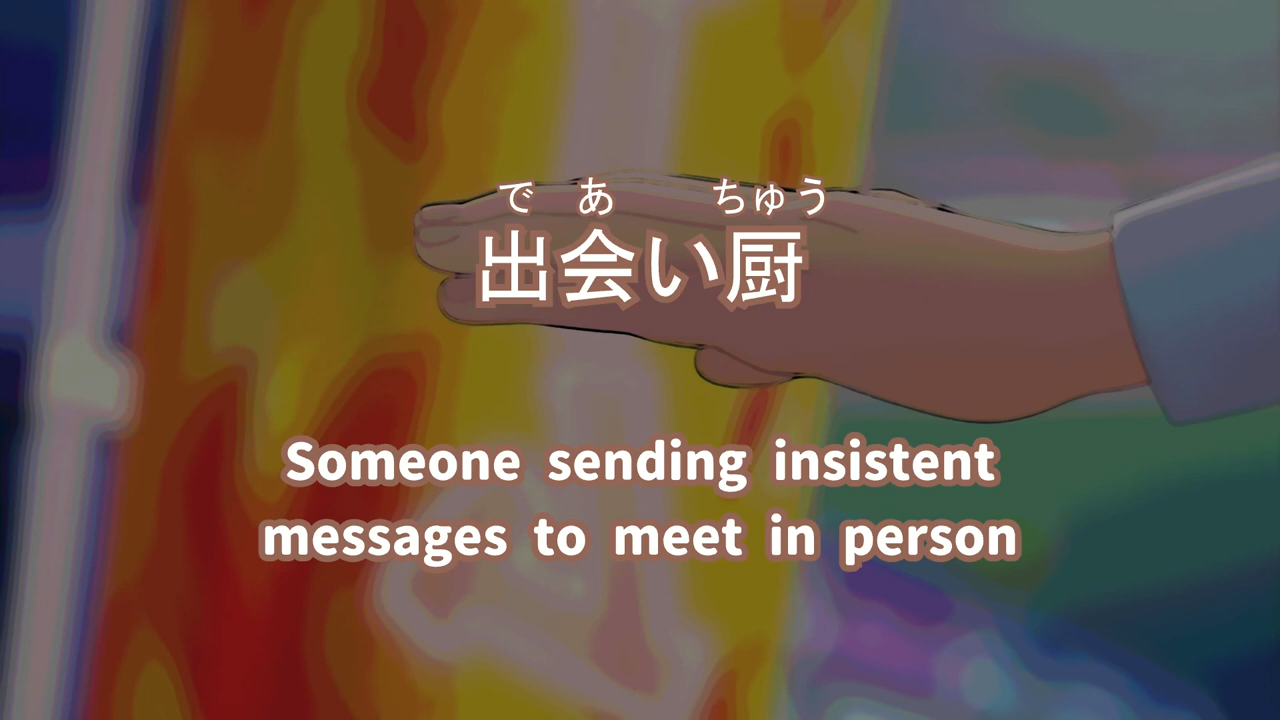 で あ ちゅう
出会い厨
Someone sending insistent
messages to meet in person